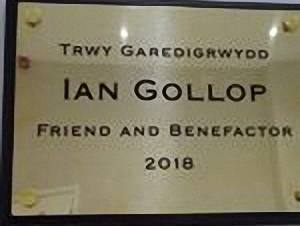 Trwy Garedigrwydd
Ian Gollop
Friend and Benefactor
2018